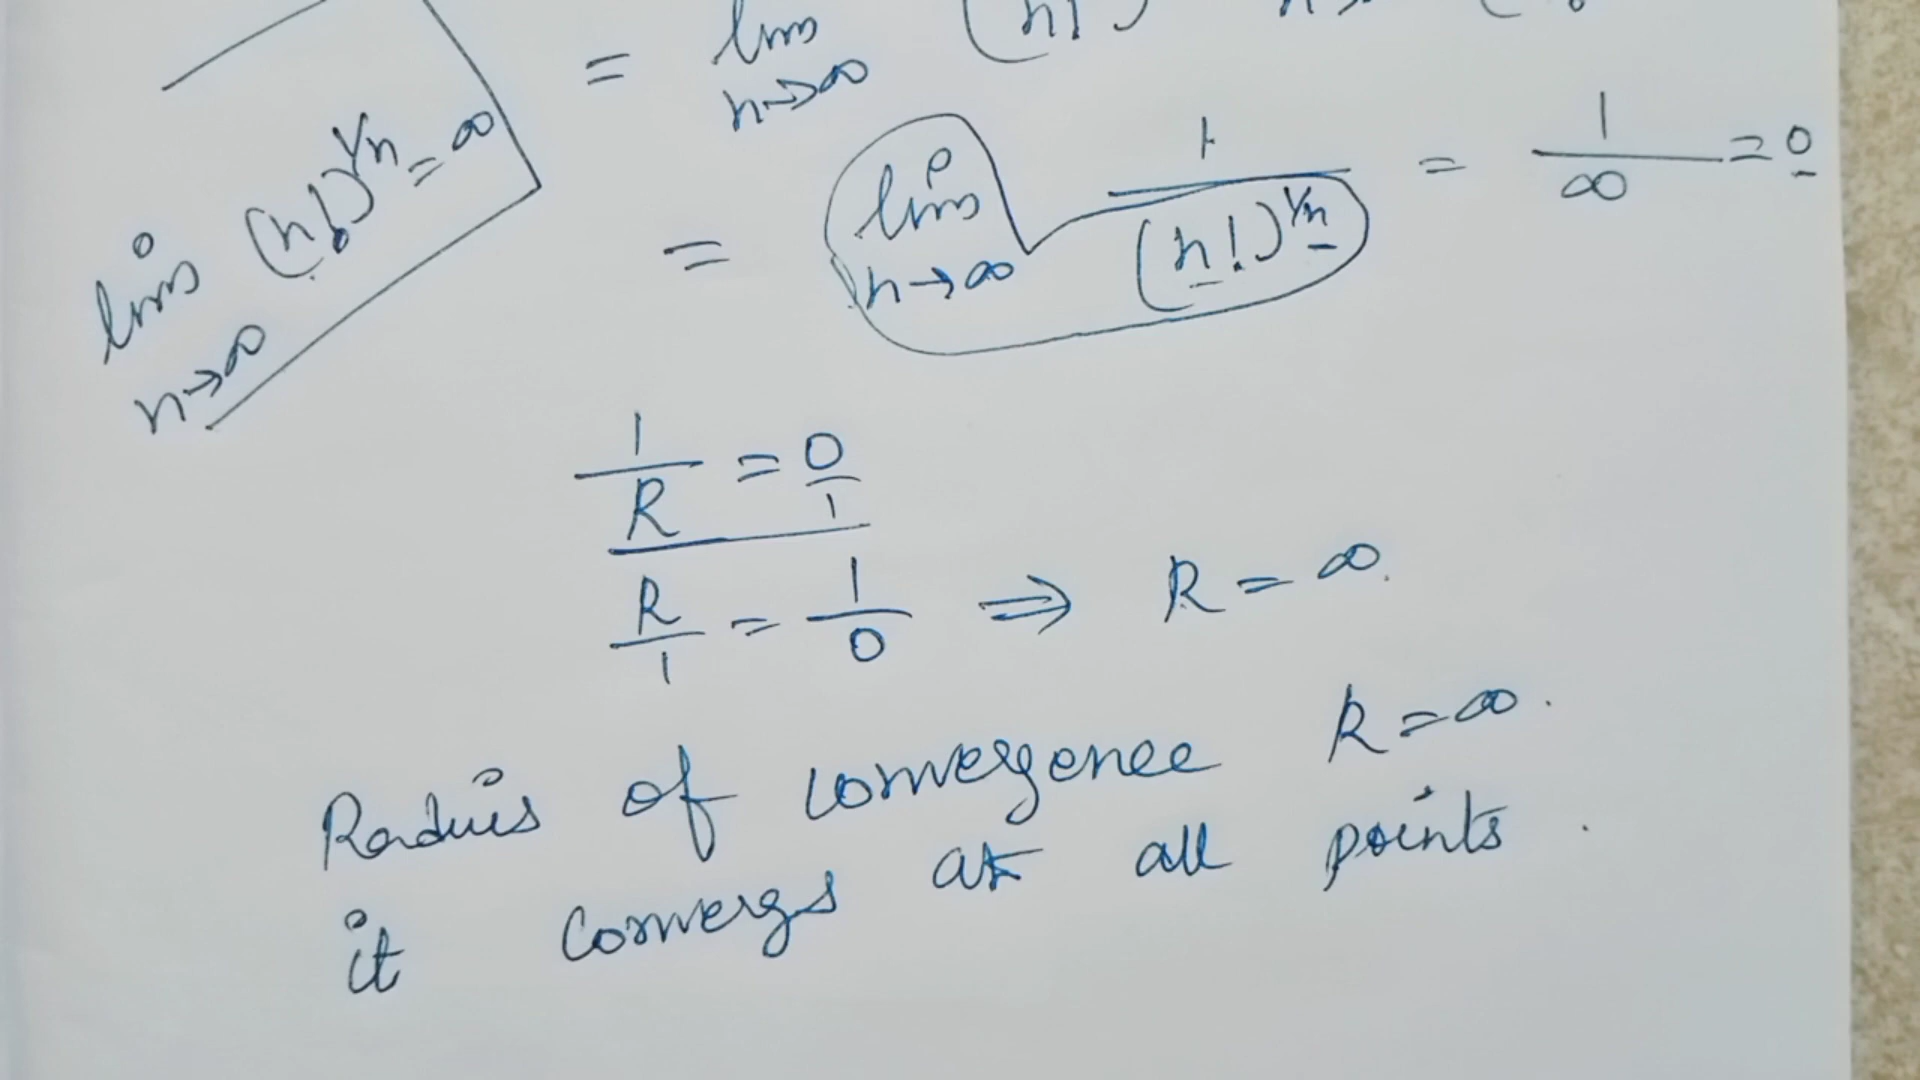 = lim (n!)
n→∞
lim (n!)^{1/n} = ∞
n→∞
= lim 1/(n!)^{1/n} = 1/∞ = 0
n→∞
1/R = 0/1
R/1 = 1/0 ⇒ R = ∞.
Radius of convergence R = ∞.
it converges at all points.